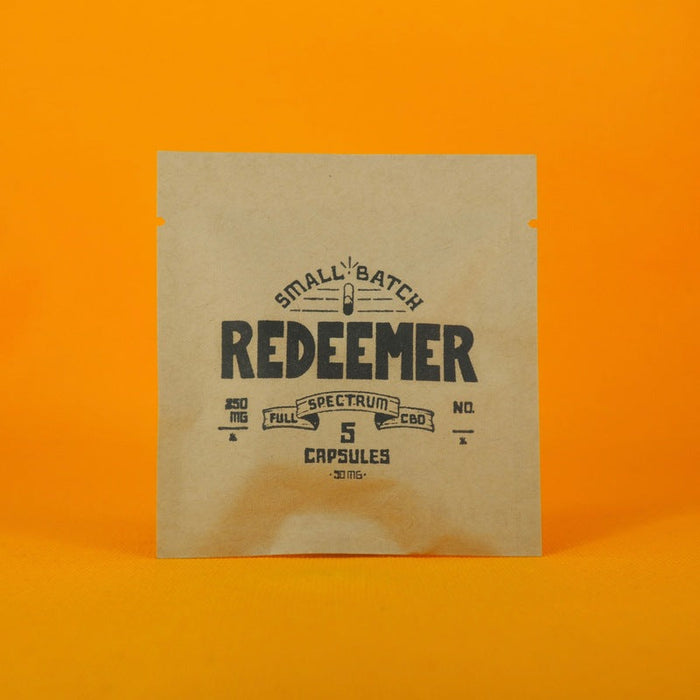 SMALL BATCH
REDEEMER
250 MG
FULL SPECTRUM CBD
NO.
5
CAPSULES
·50 MG·